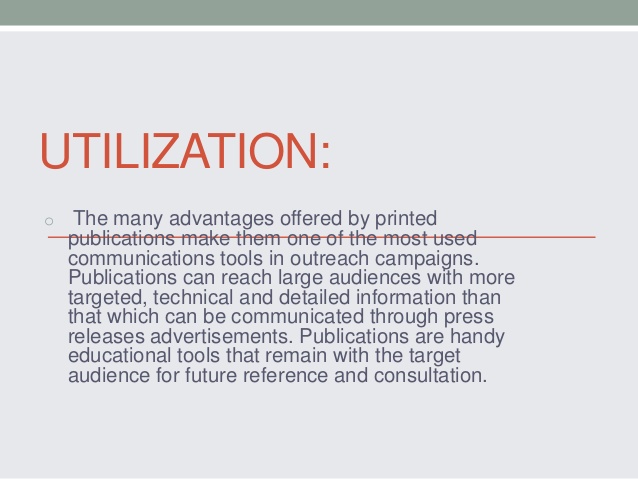 UTILIZATION:
o The many advantages offered by printed
publications make them one of the most used
communications tools in outreach campaigns.
Publications can reach large audiences with more
targeted, technical and detailed information than
that which can be communicated through press
releases advertisements. Publications are handy
educational tools that remain with the target
audience for future reference and consultation.